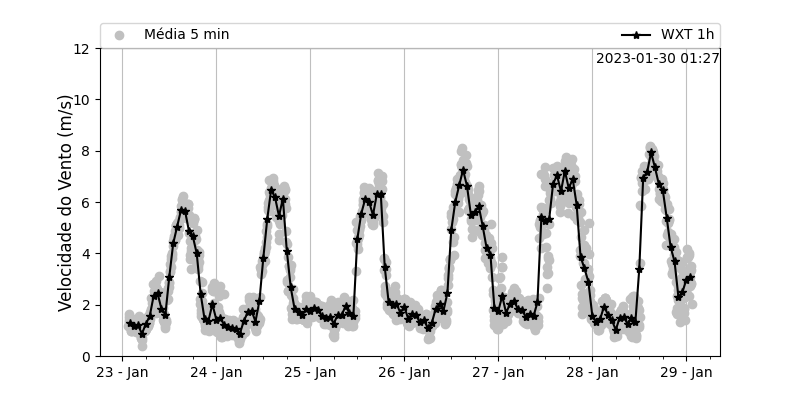 Média 5 min
WXT 1h
2023-01-30 01:27
Velocidade do Vento (m/s)
12
10
8
6
4
2
0
23 - Jan
24 - Jan
25 - Jan
26 - Jan
27 - Jan
28 - Jan
29 - Jan